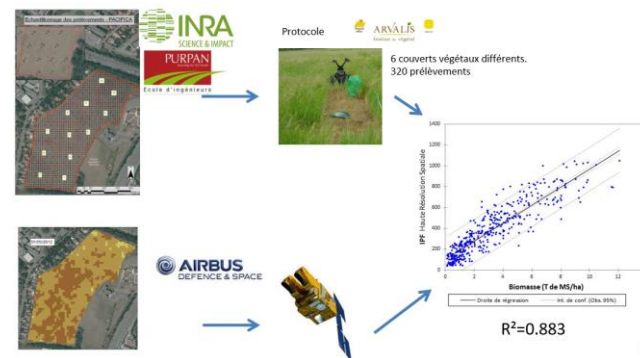 Echantillonnage des prélèvements - PACIFICA
INRA
SCIENCE & IMPACT
PURPAN
Ecole d'ingénieurs
Protocole
ARVALIS
Institut du végétal
6 couverts végétaux différents.
320 prélèvements
IPF Haute Résolution Spatiale
1400
1200
1000
800
600
400
200
0
0 2 4 6 8 10 12
Biomasse (T de MS/ha)
Droite de régression
Int. de conf. (Obs. 95%)
R²=0.883
AIRBUS
DEFENCE & SPACE